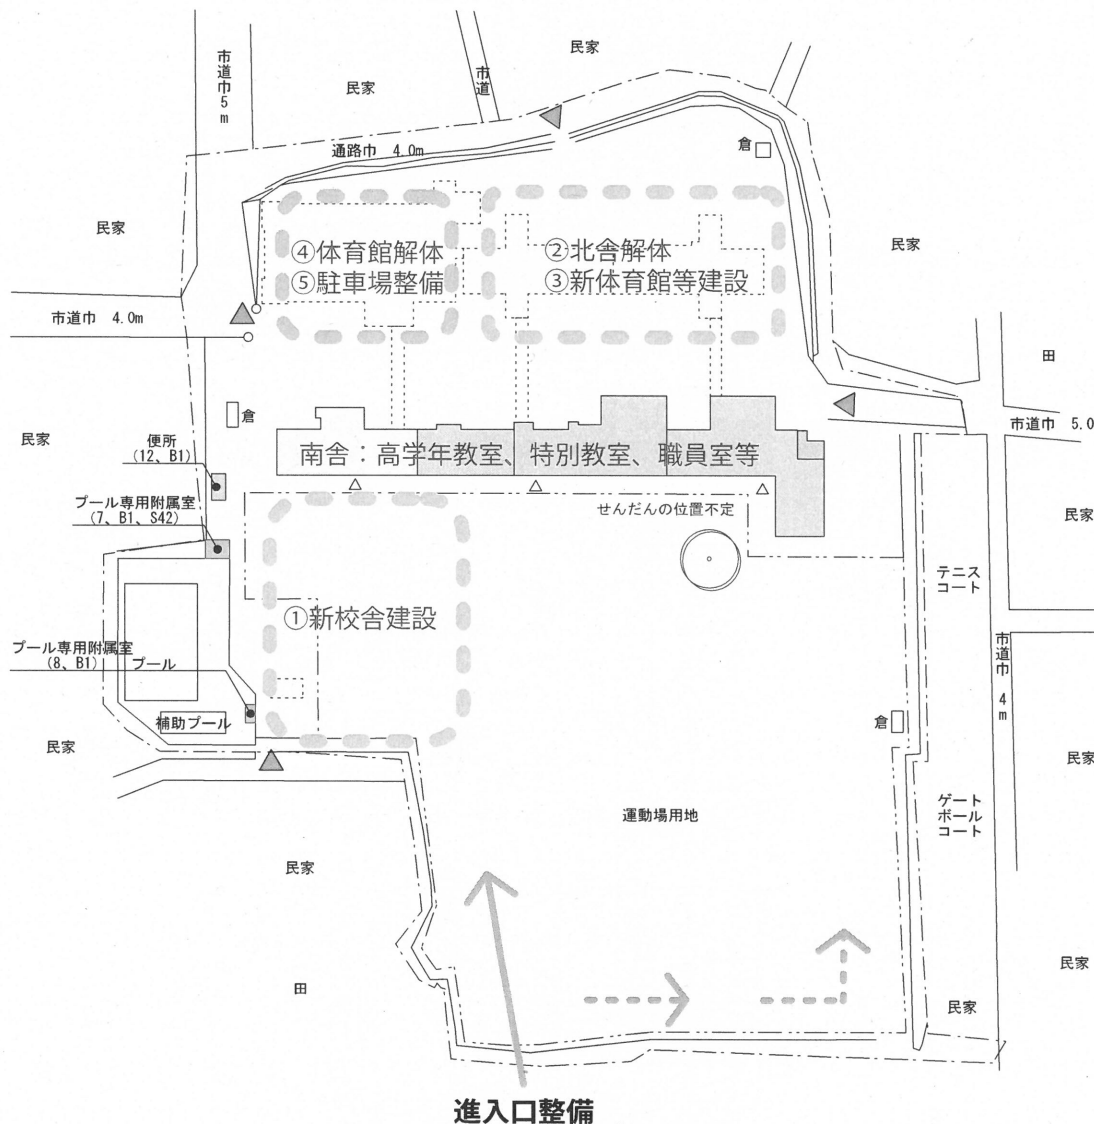 民家
市道巾5m
民家
市道
通路巾 4.0m
倉
民家
④体育館解体
⑤駐車場整備
②北舎解体
③新体育館等建設
民家
市道巾 4.0m
田
市道巾 5.0
民家
倉
便所
(12、B1)
南舎：高学年教室、特別教室、職員室等
プール専用附属室
(7、B1、S42)
せんだんの位置不定
民家
テニス
コート
①新校舎建設
プール専用附属室
(8、B1)
プール
市道巾 4m
補助プール
倉
民家
民家
ゲート
ボール
コート
運動場用地
民家
民家
田
民家
進入口整備